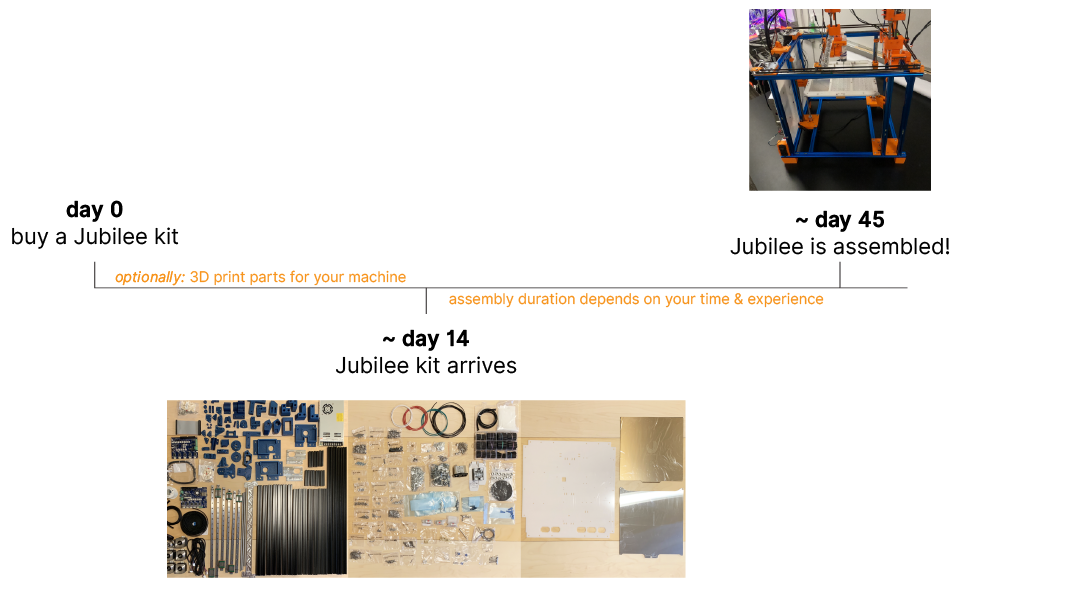 day 0
buy a Jubilee kit
~ day 45
Jubilee is assembled!
optionally: 3D print parts for your machine
assembly duration depends on your time & experience
~ day 14
Jubilee kit arrives